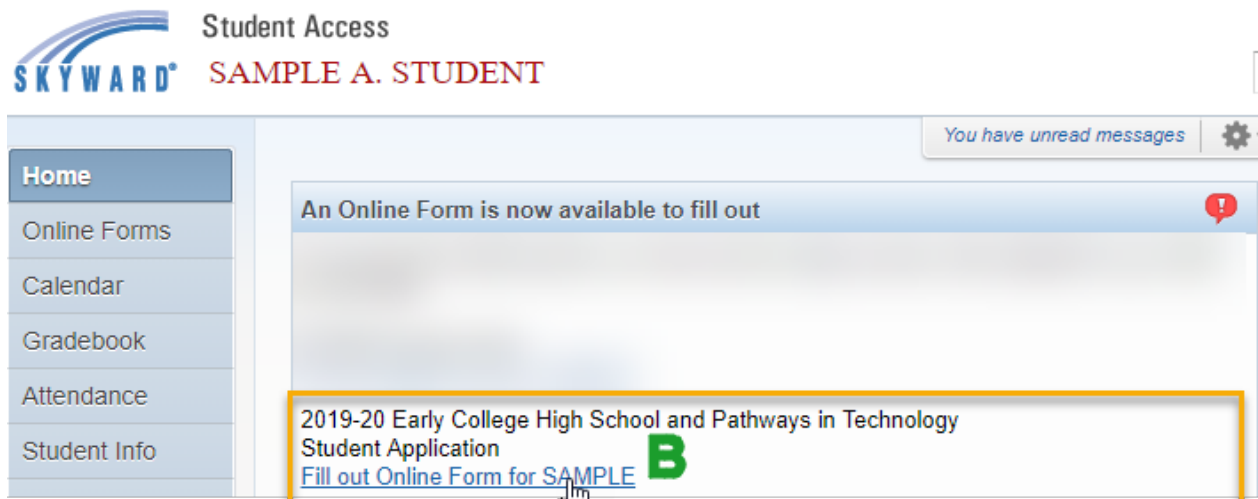 Student Access
SKYWARD®
SAMPLE A. STUDENT
You have unread messages
Home
Online Forms
Calendar
Gradebook
Attendance
Student Info
An Online Form is now available to fill out
2019-20 Early College High School and Pathways in Technology
Student Application
Fill out Online Form for SAMPLE
B